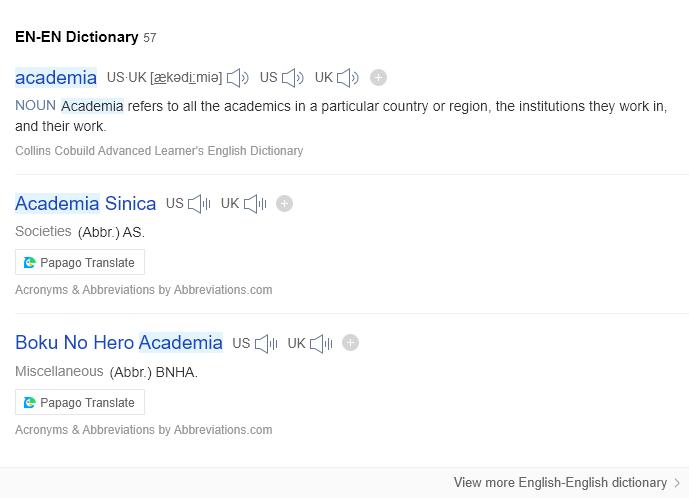 EN-EN Dictionary 57
academia US·UK [ækədi:miə] US UK
NOUN Academia refers to all the academics in a particular country or region, the institutions they work in,
and their work.
Collins Cobuild Advanced Learner's English Dictionary
Academia Sinica US UK
Societies (Abbr.) AS.
Papago Translate
Acronyms & Abbreviations by Abbreviations.com
Boku No Hero Academia US UK
Miscellaneous (Abbr.) BNHA.
Papago Translate
Acronyms & Abbreviations by Abbreviations.com
View more English-English dictionary